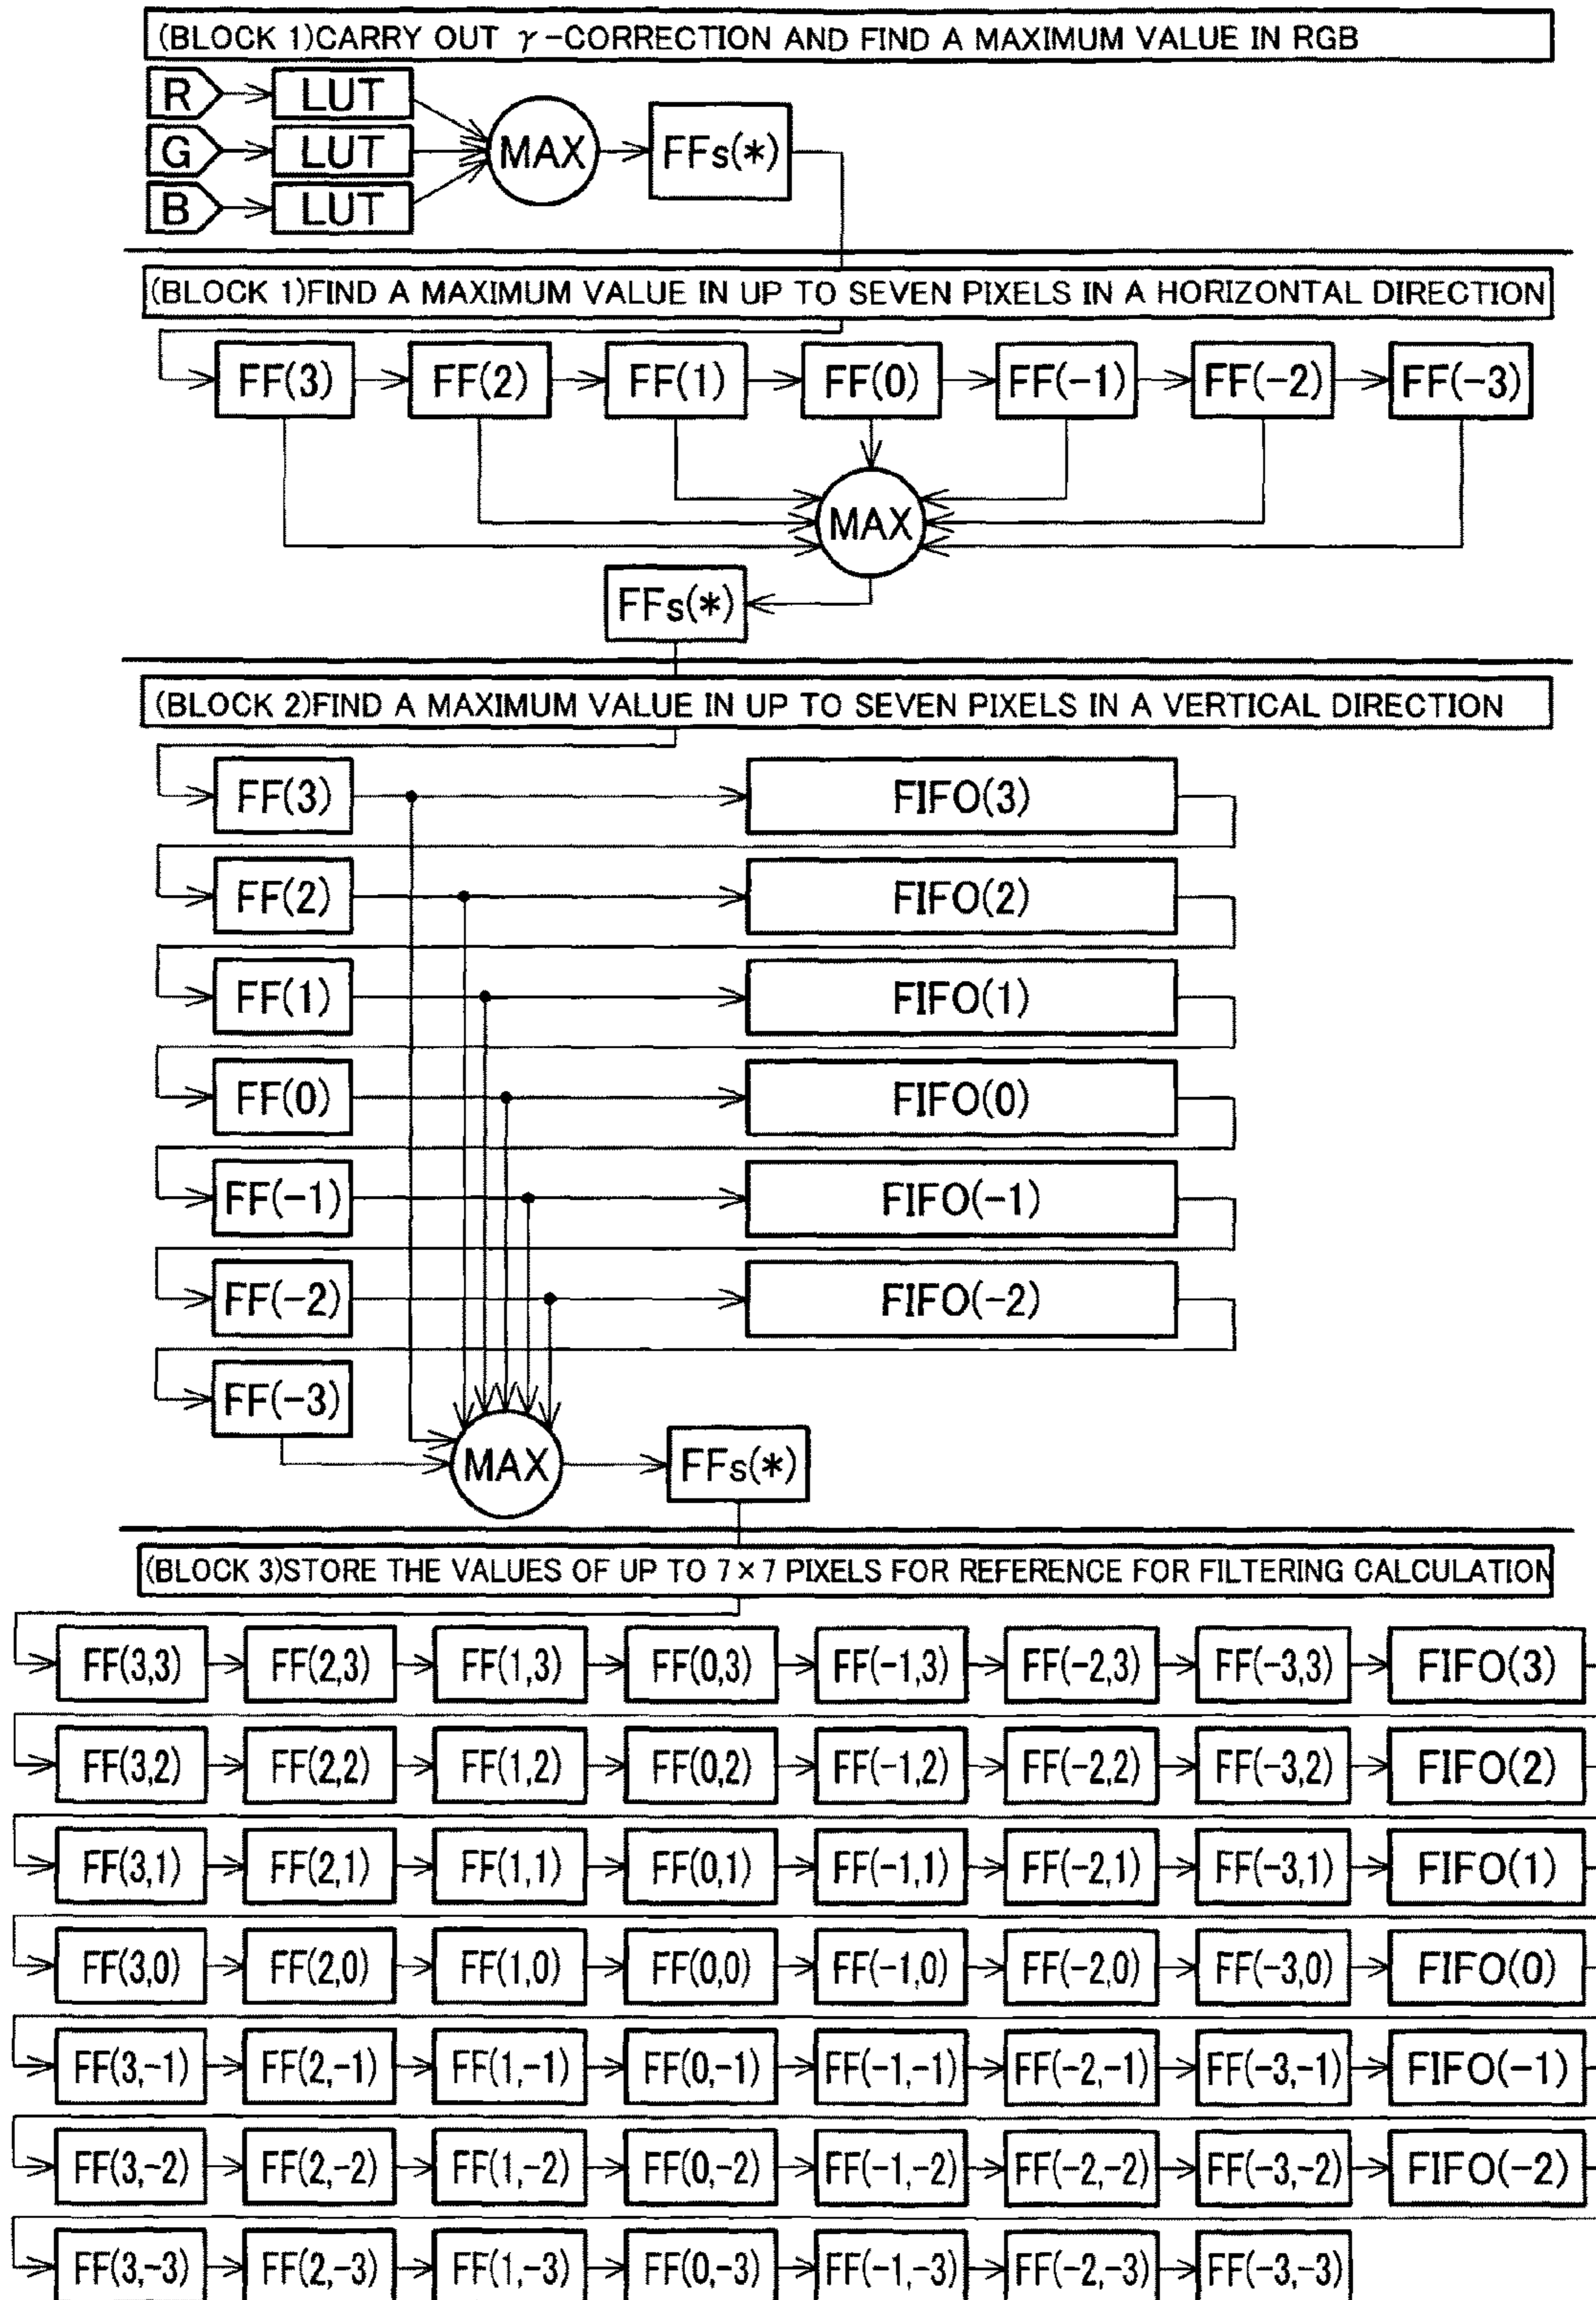 (BLOCK 1)CARRY OUT γ-CORRECTION AND FIND A MAXIMUM VALUE IN RGB
R LUT
G LUT MAX FFs(*)
B LUT
(BLOCK 1)FIND A MAXIMUM VALUE IN UP TO SEVEN PIXELS IN A HORIZONTAL DIRECTION
FF(3) FF(2) FF(1) FF(0) FF(-1) FF(-2) FF(-3)
MAX
FFs(*)
(BLOCK 2)FIND A MAXIMUM VALUE IN UP TO SEVEN PIXELS IN A VERTICAL DIRECTION
FF(3) FIFO(3)
FF(2) FIFO(2)
FF(1) FIFO(1)
FF(0) FIFO(0)
FF(-1) FIFO(-1)
FF(-2) FIFO(-2)
FF(-3)
MAX FFs(*)
(BLOCK 3)STORE THE VALUES OF UP TO 7×7 PIXELS FOR REFERENCE FOR FILTERING CALCULATION
FF(3,3) FF(2,3) FF(1,3) FF(0,3) FF(-1,3) FF(-2,3) FF(-3,3) FIFO(3)
FF(3,2) FF(2,2) FF(1,2) FF(0,2) FF(-1,2) FF(-2,2) FF(-3,2) FIFO(2)
FF(3,1) FF(2,1) FF(1,1) FF(0,1) FF(-1,1) FF(-2,1) FF(-3,1) FIFO(1)
FF(3,0) FF(2,0) FF(1,0) FF(0,0) FF(-1,0) FF(-2,0) FF(-3,0) FIFO(0)
FF(3,-1) FF(2,-1) FF(1,-1) FF(0,-1) FF(-1,-1) FF(-2,-1) FF(-3,-1) FIFO(-1)
FF(3,-2) FF(2,-2) FF(1,-2) FF(0,-2) FF(-1,-2) FF(-2,-2) FF(-3,-2) FIFO(-2)
FF(3,-3) FF(2,-3) FF(1,-3) FF(0,-3) FF(-1,-3) FF(-2,-3) FF(-3,-3)